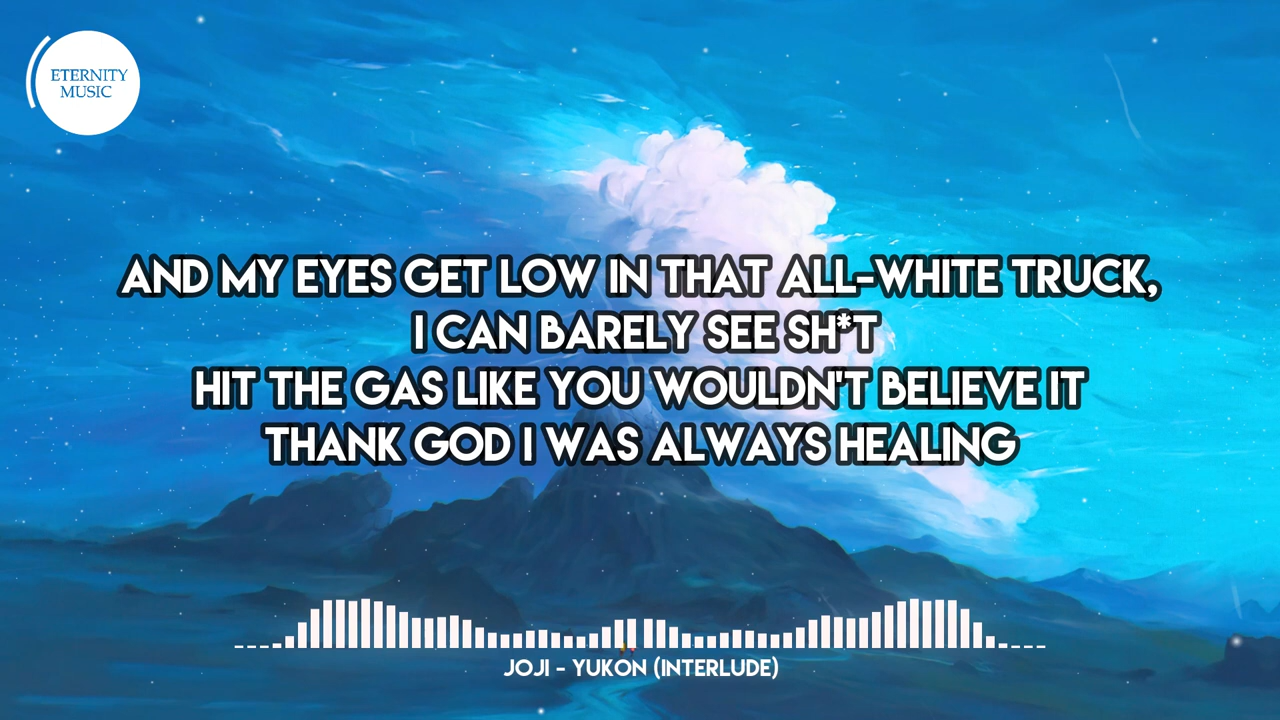 ETERNITY
MUSIC
AND MY EYES GET LOW IN THAT ALL-WHITE TRUCK,
I CAN BARELY SEE SH*T
HIT THE GAS LIKE YOU WOULDN'T BELIEVE IT
THANK GOD I WAS ALWAYS HEALING
JOJI - YUKON (INTERLUDE)